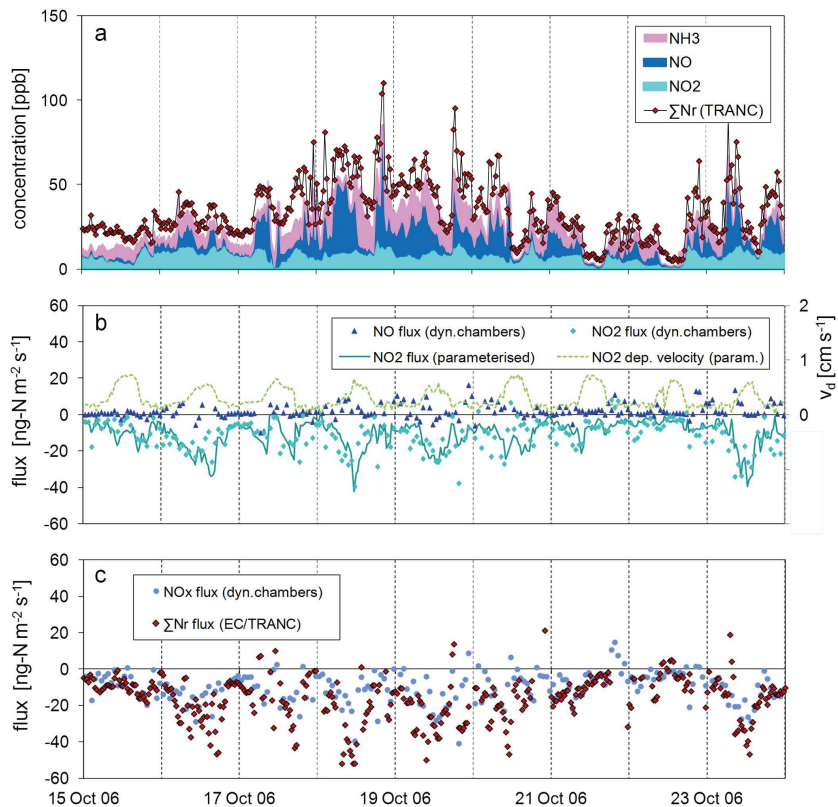 a
150
100
50
0
concentration [ppb]
NH3
NO
NO2
∑Nr (TRANC)
b
60
40
20
0
-20
-40
-60
flux [ng-N m⁻² s⁻¹]
NO flux (dyn.chambers)
NO2 flux (dyn.chambers)
NO2 flux (parameterised)
NO2 dep. velocity (param.)
2
1
0
v_d [cm s⁻¹]
c
60
40
20
0
-20
-40
-60
flux [ng-N m⁻² s⁻¹]
NOx flux (dyn.chambers)
∑Nr flux (EC/TRANC)
15 Oct 06
17 Oct 06
19 Oct 06
21 Oct 06
23 Oct 06